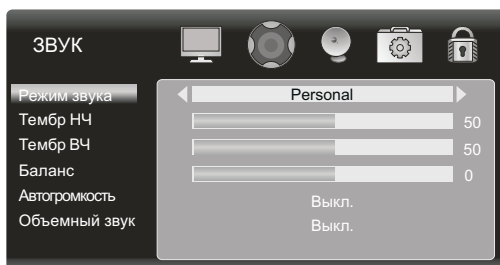 ЗВУК
Режим звука Personal
Тембр НЧ 50
Тембр ВЧ 50
Баланс 0
Автогромкость Выкл.
Объемный звук Выкл.